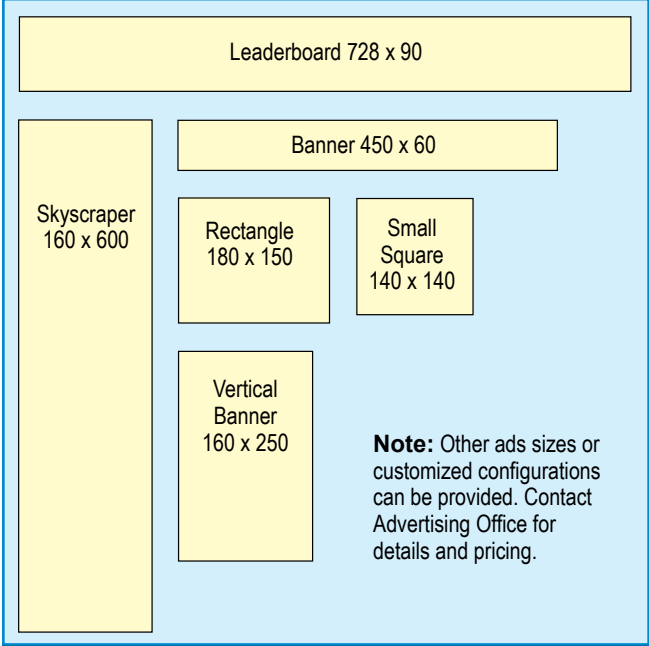 Leaderboard 728 x 90
Banner 450 x 60
Skyscraper
160 x 600
Rectangle
180 x 150
Small
Square
140 x 140
Vertical
Banner
160 x 250
Note: Other ads sizes or
customized configurations
can be provided. Contact
Advertising Office for
details and pricing.